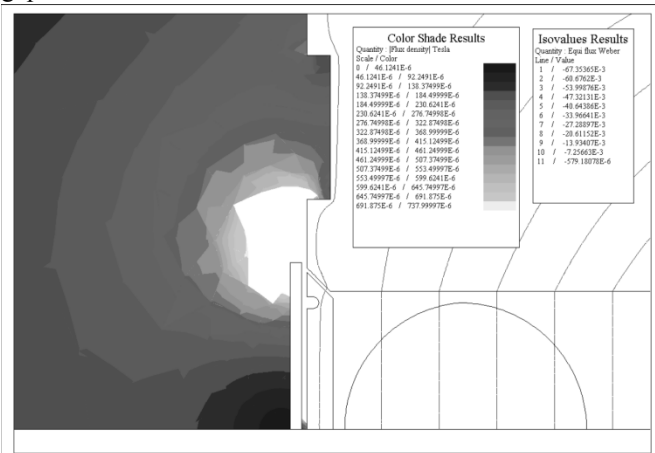 Color Shade Results
Quantity : |Flux density| Tesla
Scale / Color
0 / 46.1241E-6
46.1241E-6 / 92.2491E-6
92.2491E-6 / 138.37499E-6
138.37499E-6 / 184.49999E-6
184.49999E-6 / 230.6241E-6
230.6241E-6 / 276.74998E-6
276.74998E-6 / 322.87498E-6
322.87498E-6 / 368.99999E-6
368.99999E-6 / 415.12499E-6
415.12499E-6 / 461.24999E-6
461.24999E-6 / 507.37499E-6
507.37499E-6 / 553.49997E-6
553.49997E-6 / 599.6241E-6
599.6241E-6 / 645.74997E-6
645.74997E-6 / 691.875E-6
691.875E-6 / 737.99997E-6
Isovalues Results
Quantity : Equi flux Weber
Line / Value
1 / -67.35365E-3
2 / -60.6762E-3
3 / -53.99876E-3
4 / -47.32131E-3
5 / -40.64386E-3
6 / -33.96641E-3
7 / -27.28897E-3
8 / -20.61152E-3
9 / -13.93407E-3
10 / -7.25663E-3
11 / -579.18078E-6